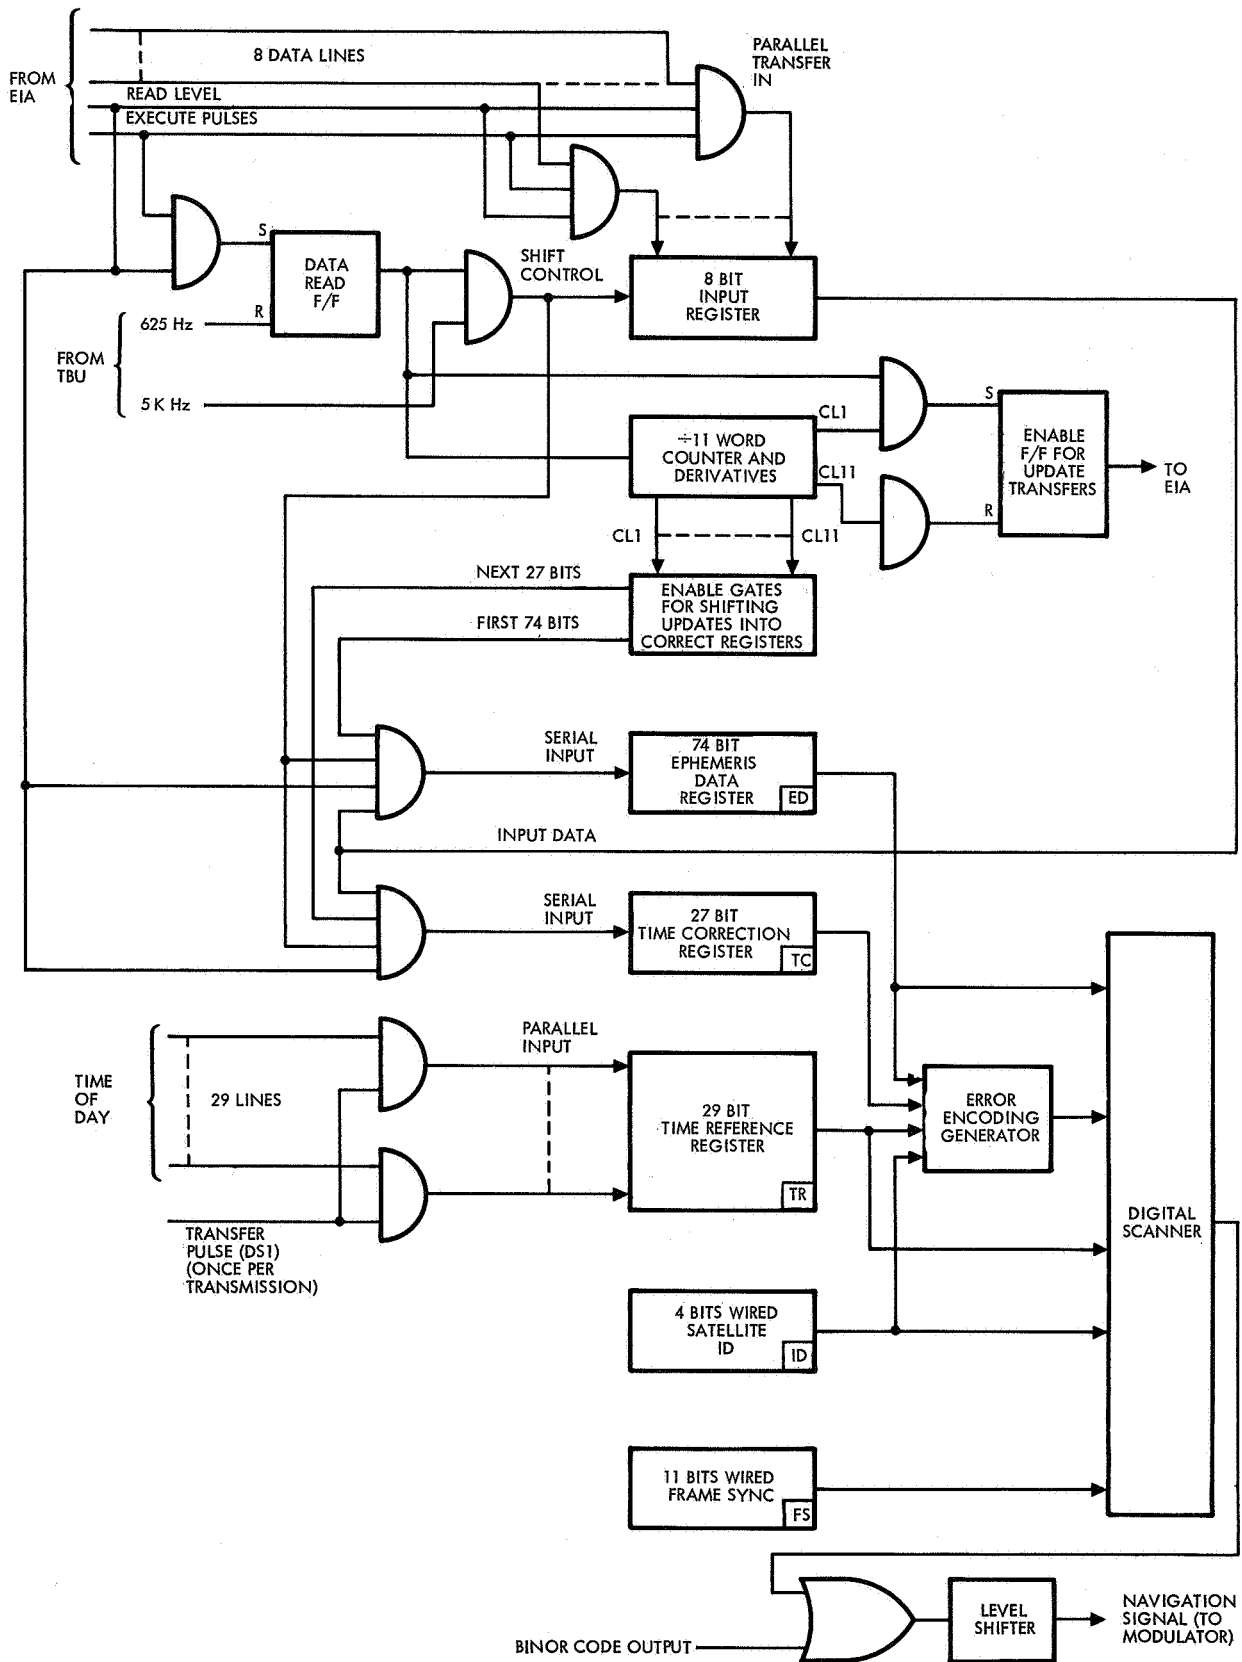 8 DATA LINES
PARALLEL
TRANSFER
IN
FROM
EIA
READ LEVEL
EXECUTE PULSES
S
DATA
READ
F/F
R
625 Hz
FROM
TBU
5 K Hz
SHIFT
CONTROL
8 BIT
INPUT
REGISTER
÷11 WORD
COUNTER AND
DERIVATIVES
CL1
CL11
S
ENABLE
F/F FOR
UPDATE
TRANSFERS
R
TO
EIA
CL1
CL11
NEXT 27 BITS
FIRST 74 BITS
ENABLE GATES
FOR SHIFTING
UPDATES INTO
CORRECT REGISTERS
SERIAL
INPUT
74 BIT
EPHEMERIS
DATA
REGISTER
ED
INPUT DATA
SERIAL
INPUT
27 BIT
TIME CORRECTION
REGISTER
TC
TIME
OF
DAY
29 LINES
PARALLEL
INPUT
29 BIT
TIME REFERENCE
REGISTER
TR
ERROR
ENCODING
GENERATOR
TRANSFER
PULSE (DS1)
(ONCE PER
TRANSMISSION)
DIGITAL
SCANNER
4 BITS WIRED
SATELLITE
ID
ID
11 BITS WIRED
FRAME SYNC
FS
BINOR CODE OUTPUT
LEVEL
SHIFTER
NAVIGATION
SIGNAL (TO
MODULATOR)